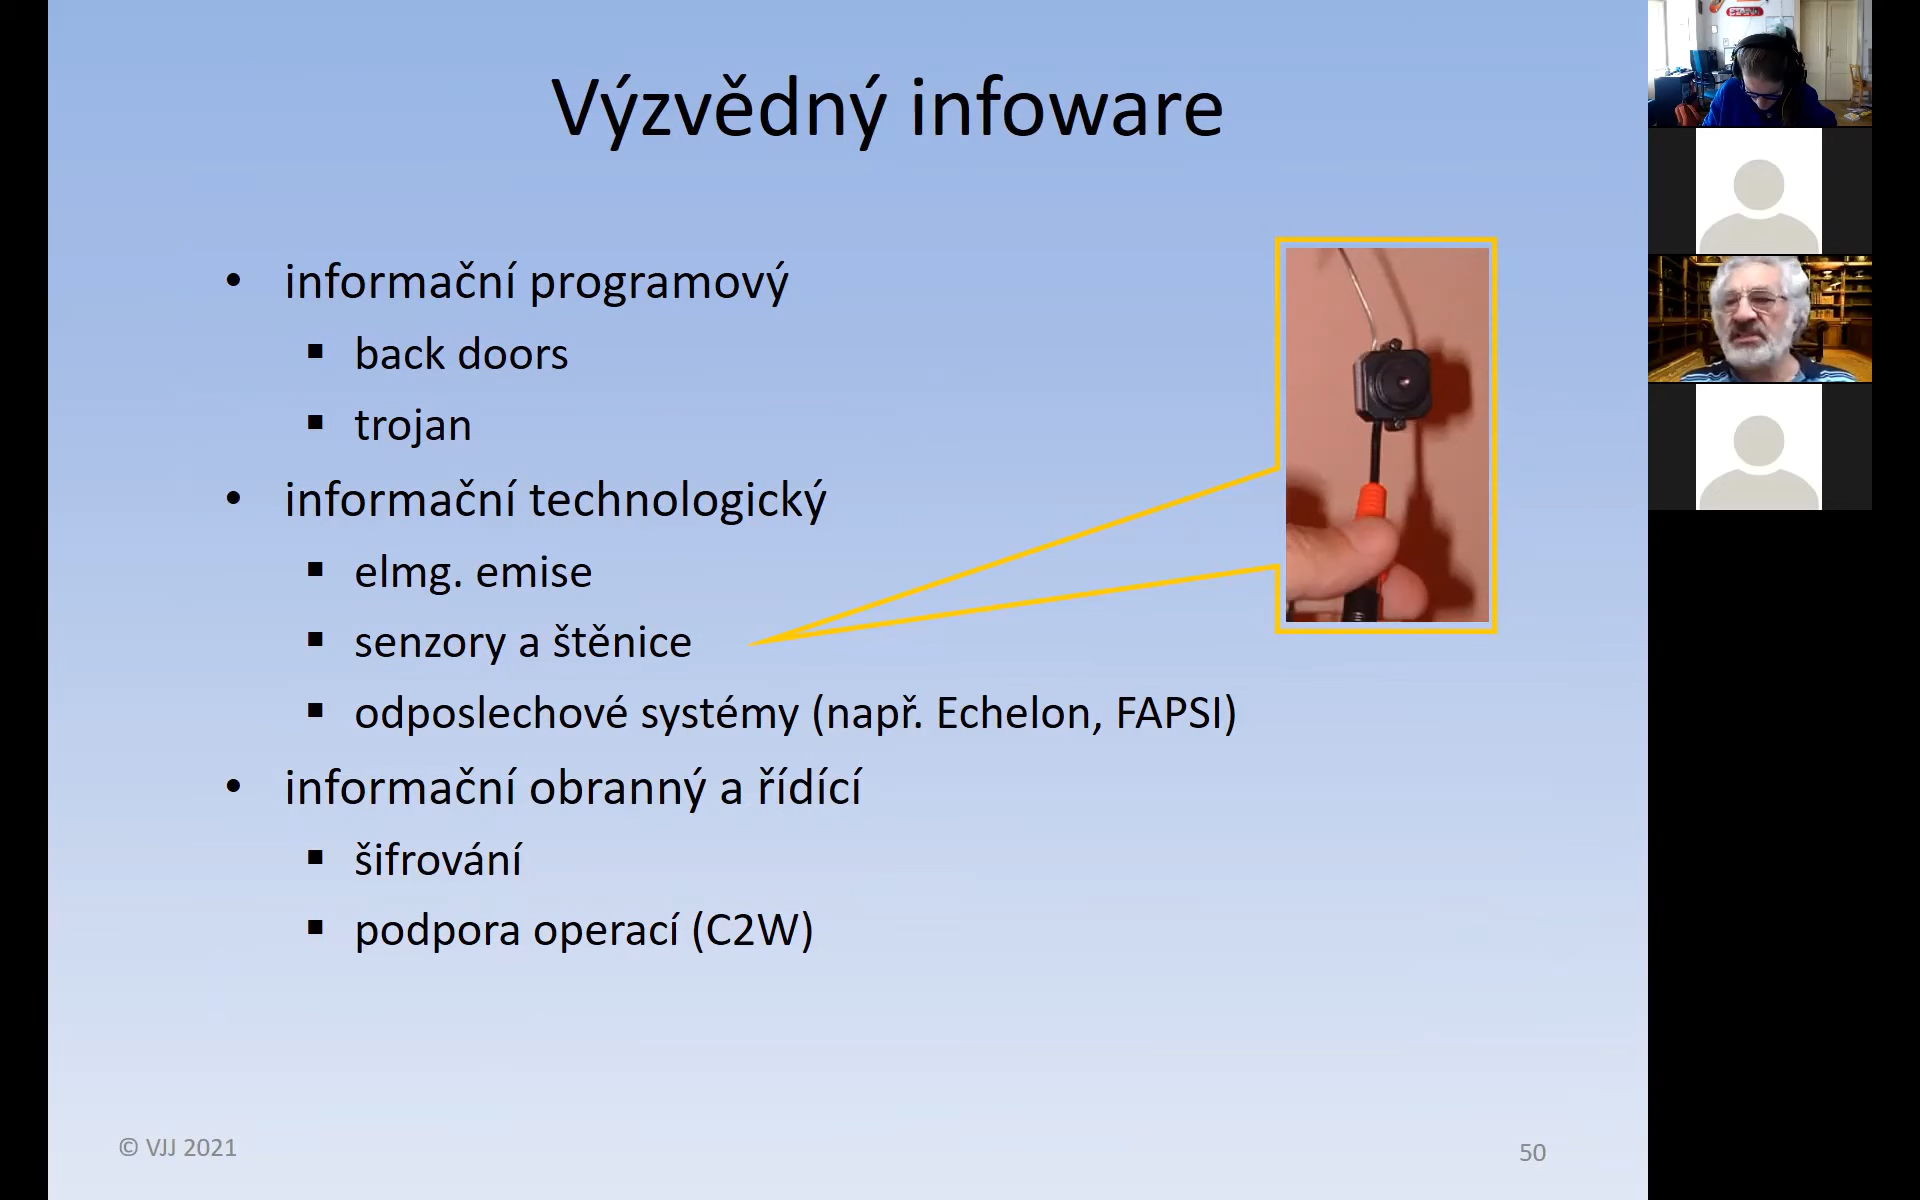 Výzvědný infoware
• informační programový
▪ back doors
▪ trojan
• informační technologický
▪ elmg. emise
▪ senzory a štěnice
▪ odposlechové systémy (např. Echelon, FAPSI)
• informační obranný a řídící
▪ šifrování
▪ podpora operací (C2W)
© VJJ 2021
50